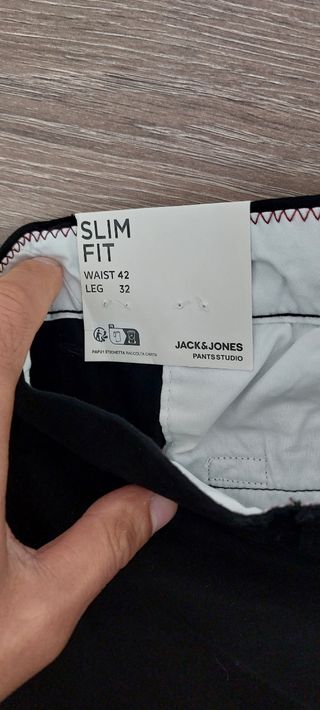 SLIM
FIT
WAIST 42
LEG 32
PAP 21 ETICHETTA RACCOLTA CARTA
JACK&JONES
PANTS STUDIO